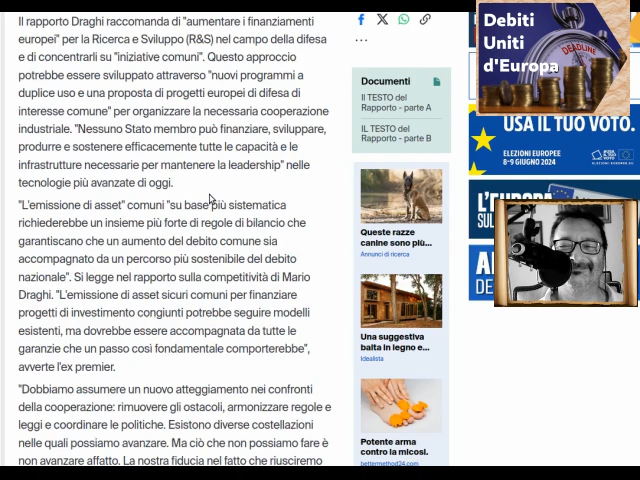 Il rapporto Draghi raccomanda di "aumentare i finanziamenti
europei" per la Ricerca e Sviluppo (R&S) nel campo della difesa
e di concentrarli su "iniziative comuni". Questo approccio
potrebbe essere sviluppato attraverso "nuovi programmi a
duplice uso e una proposta di progetti europei di difesa di
interesse comune" per organizzare la necessaria cooperazione
industriale. "Nessuno Stato membro può finanziare, sviluppare,
produrre e sostenere efficacemente tutte le capacità e le
infrastrutture necessarie per mantenere la leadership" nelle
tecnologie più avanzate di oggi.
"L'emissione di asset" comuni "su base più sistematica
richiederebbe un insieme più forte di regole di bilancio che
garantiscano che un aumento del debito comune sia
accompagnato da un percorso più sostenibile del debito
nazionale". Si legge nel rapporto sulla competitività di Mario
Draghi. "L'emissione di asset sicuri comuni per finanziare
progetti di investimento congiunti potrebbe seguire modelli
esistenti, ma dovrebbe essere accompagnata da tutte le
garanzie che un passo così fondamentale comporterebbe",
avverte l'ex premier.
"Dobbiamo assumere un nuovo atteggiamento nei confronti
della cooperazione: rimuovere gli ostacoli, armonizzare regole e
leggi e coordinare le politiche. Esistono diverse costellazioni
nelle quali possiamo avanzare. Ma ciò che non possiamo fare è
non avanzare affatto. La nostra fiducia nel fatto che riusciremo
Documenti
Il TESTO del
Rapporto - parte A
IL TESTO del
Rapporto - parte B
Queste razze
canine sono più...
Annunci di ricerca
Una suggestiva
baita in legno e...
Idealista
Potente arma
contro la micosi.
bettermethod24.com
Debiti
Uniti
d'Europa
DEADLINE
USA IL TUO VOTO.
ELEZIONI EUROPEE
8-9 GIUGNO 2024
L'EUROPA
SUL
DE